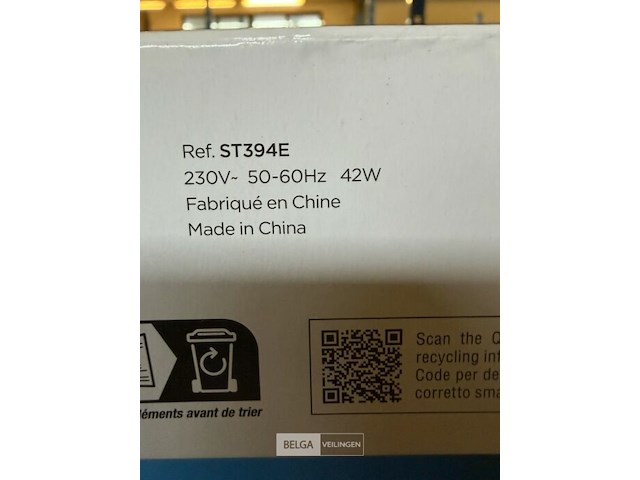 Ref. ST394E
230V~ 50-60Hz 42W
Fabriqué en Chine
Made in China
éléments avant de trier
Scan the Q
recycling int
Code per de
corretto sma
BELGA VEILINGEN